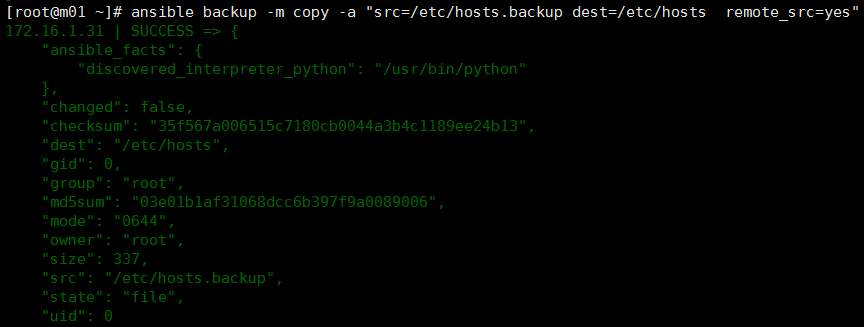 [root@m01 ~]# ansible backup -m copy -a "src=/etc/hosts.backup dest=/etc/hosts  remote_src=yes"
172.16.1.31 | SUCCESS => {
    "ansible_facts": {
        "discovered_interpreter_python": "/usr/bin/python"
    },
    "changed": false,
    "checksum": "35f567a006515c7180cb0044a3b4c1189ee24b13",
    "dest": "/etc/hosts",
    "gid": 0,
    "group": "root",
    "md5sum": "03e01b1af31068dcc6b397f9a0089006",
    "mode": "0644",
    "owner": "root",
    "size": 337,
    "src": "/etc/hosts.backup",
    "state": "file",
    "uid": 0